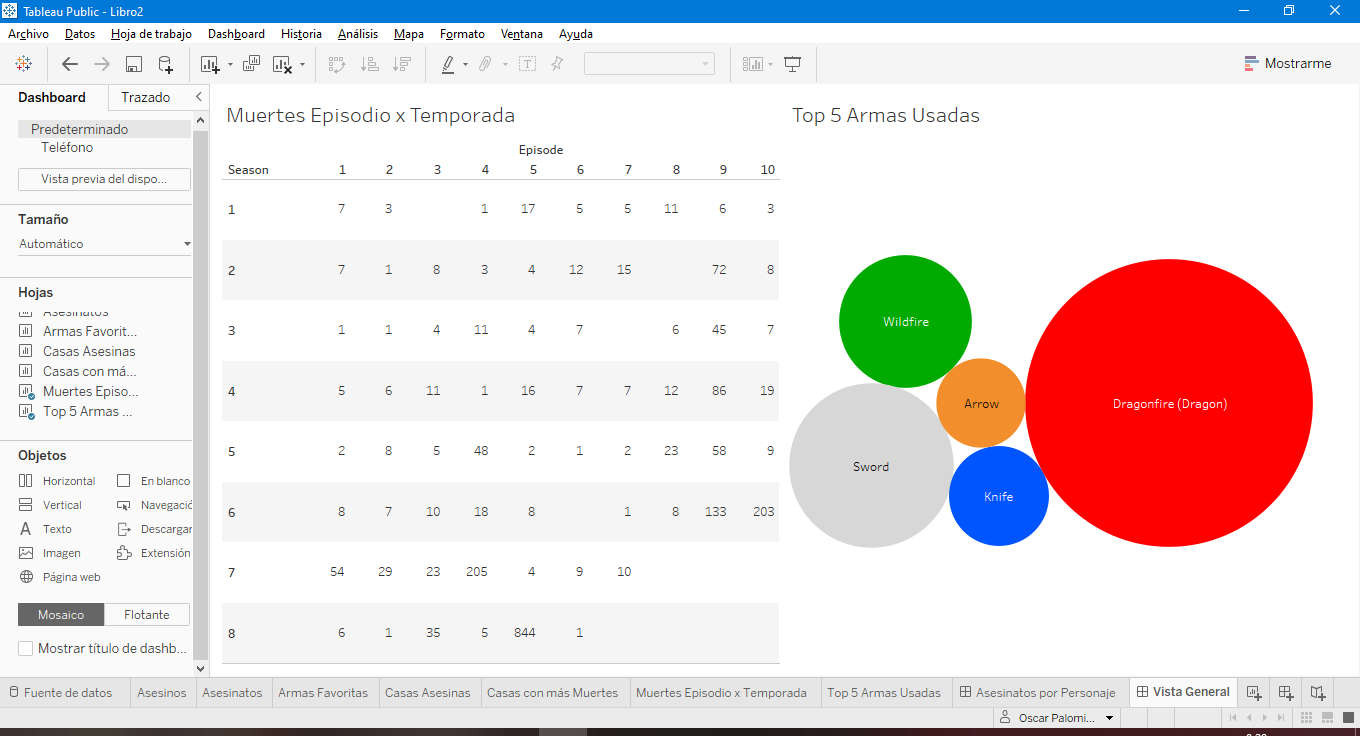 Tableau Public - Libro2
Archivo Datos Hoja de trabajo Dashboard Historia Análisis Mapa Formato Ventana Ayuda
Mostrarme
Dashboard Trazado
Predeterminado
Teléfono
Vista previa del dispo...
Tamaño
Automático
Hojas
Asesinatos
Armas Favorit...
Casas Asesinas
Casas con má...
Muertes Episo...
Top 5 Armas ...
Objetos
Horizontal En blanco
Vertical Navegació
Texto Descargar
Imagen Extensión
Página web
Mosaico Flotante
Mostrar título de dashb...
Muertes Episodio x Temporada
Episode
Season 1 2 3 4 5 6 7 8 9 10
1 7 3 1 17 5 5 11 6 3
2 7 1 8 3 4 12 15 72 8
3 1 1 4 11 4 7 6 45 7
4 5 6 11 1 16 7 7 12 86 19
5 2 8 5 48 2 1 2 23 58 9
6 8 7 10 18 8 1 8 133 203
7 54 29 23 205 4 9 10
8 6 1 35 5 844 1
Top 5 Armas Usadas
Wildfire
Arrow
Dragonfire (Dragon)
Sword
Knife
Fuente de datos Asesinos Asesinatos Armas Favoritas Casas Asesinas Casas con más Muertes Muertes Episodio x Temporada Top 5 Armas Usadas Asesinatos por Personaje Vista General
Oscar Palomi...